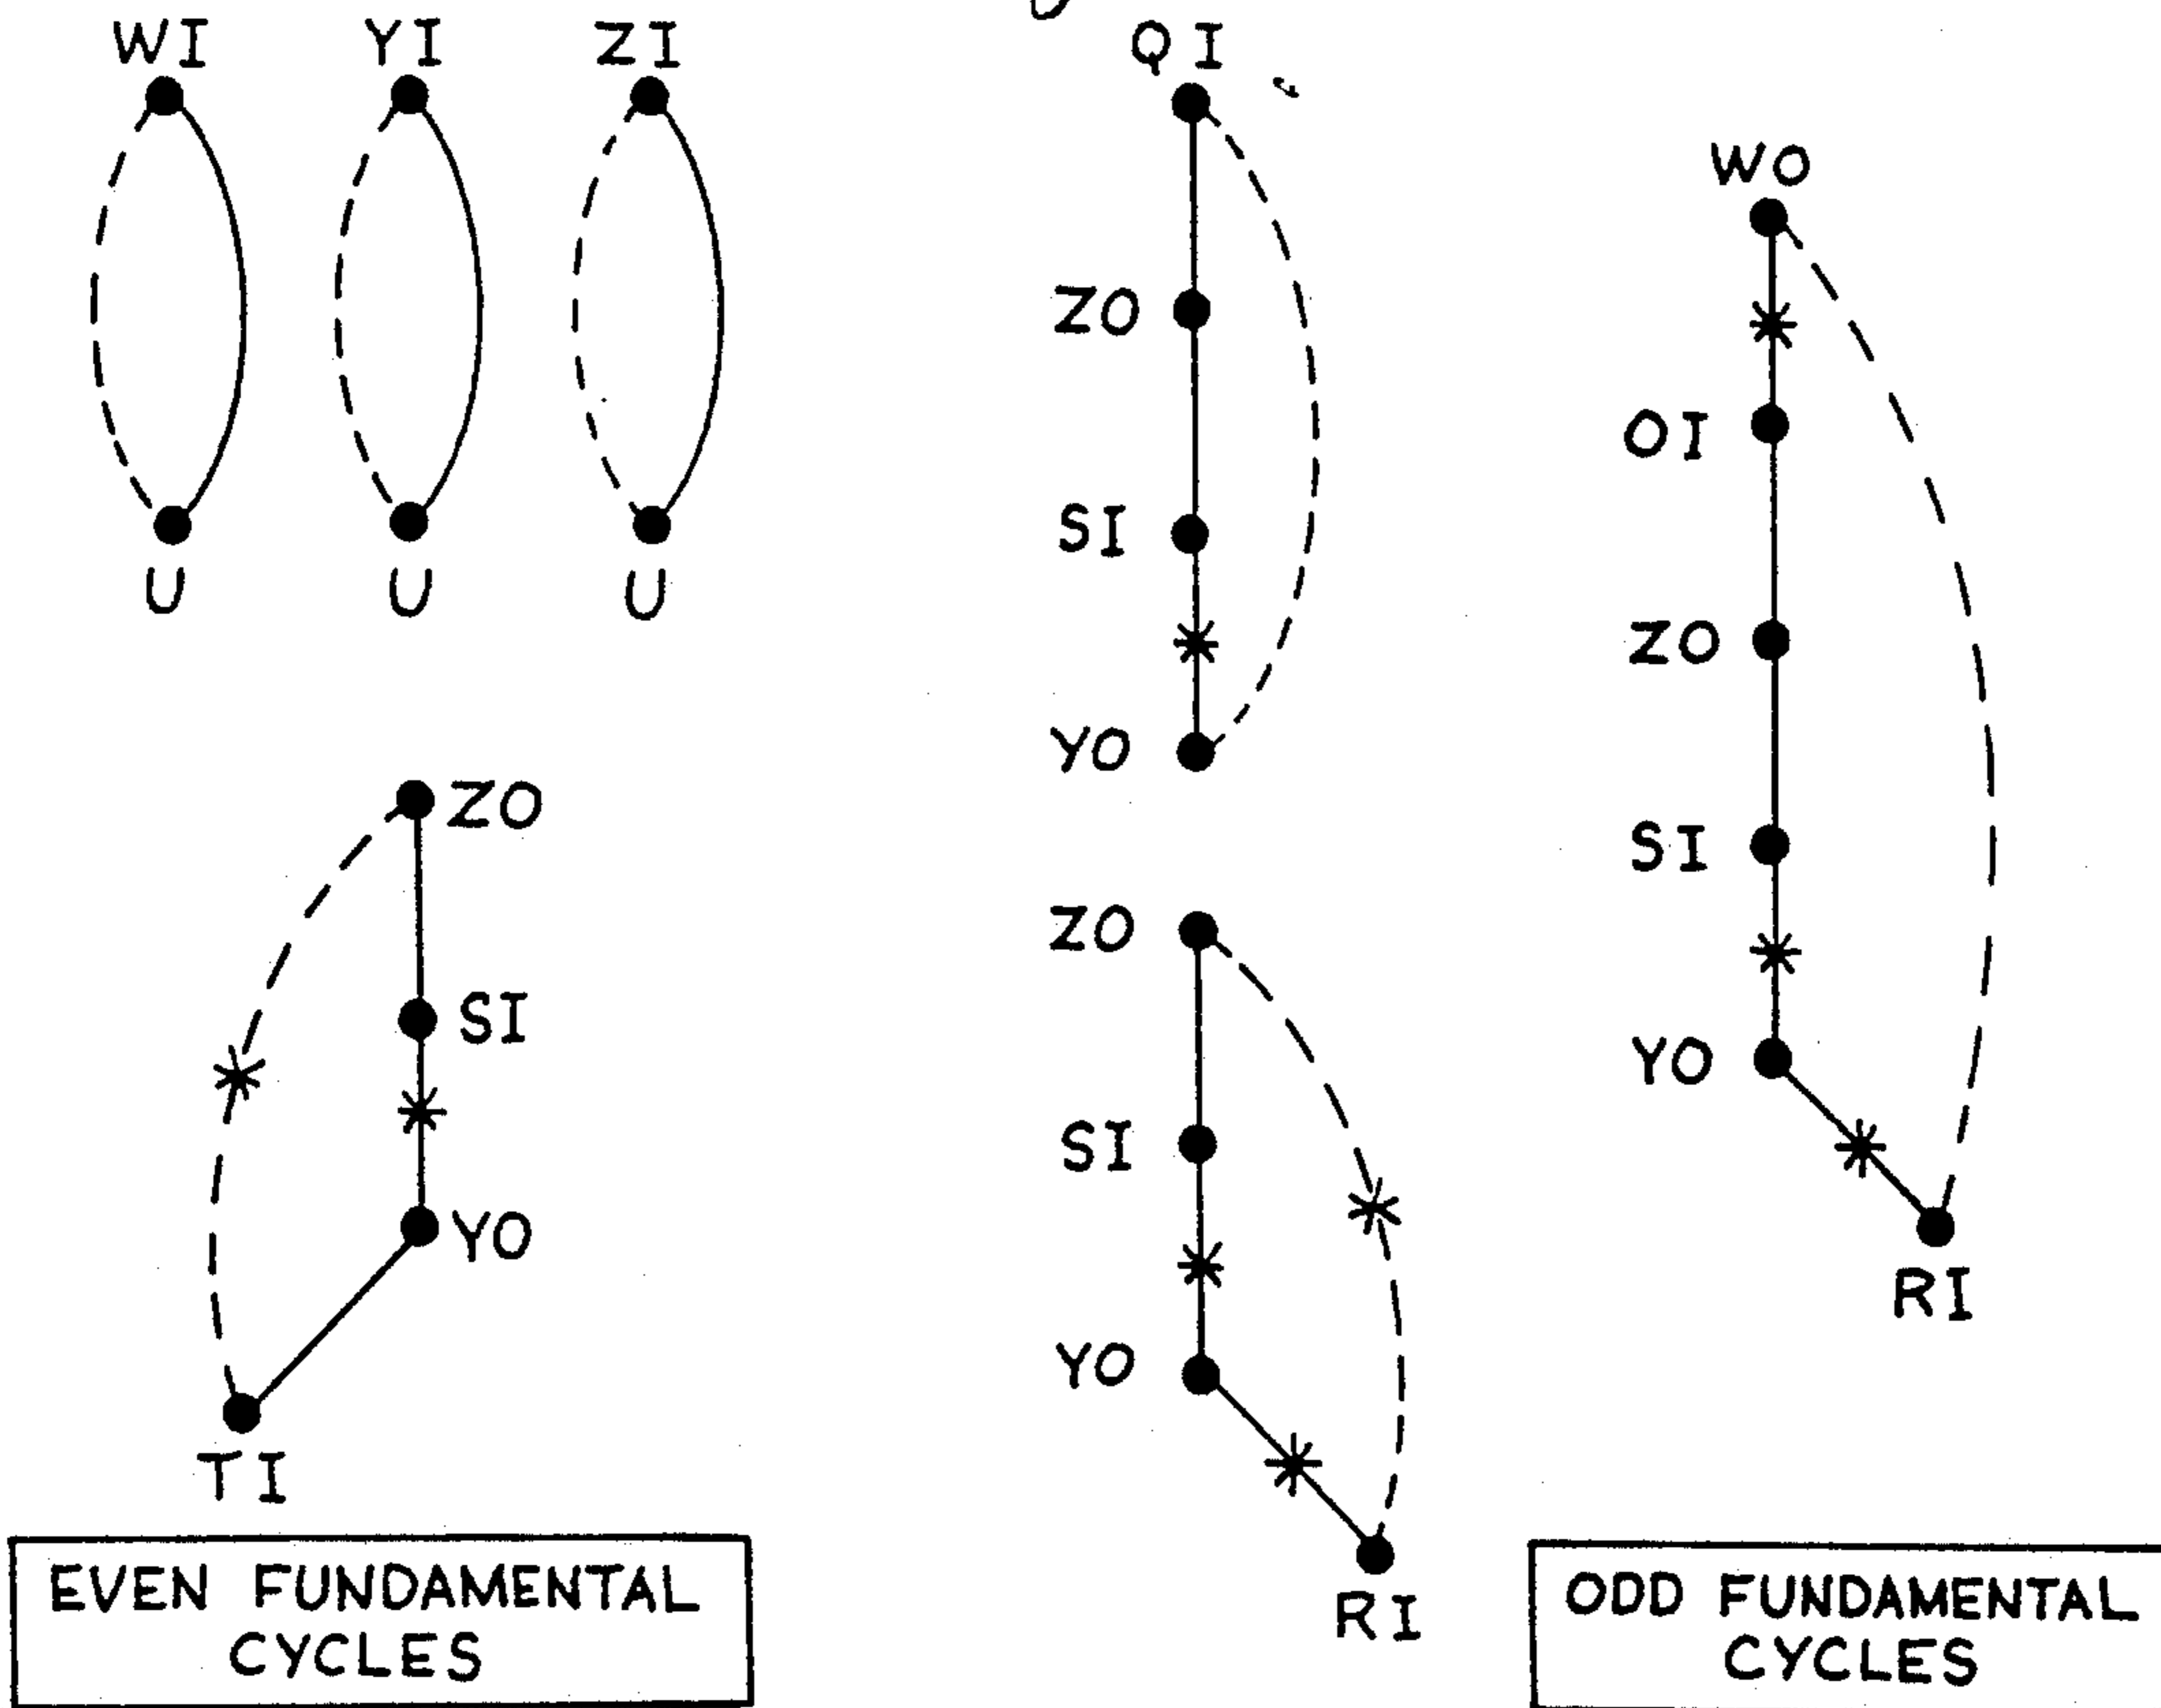 WI YI ZI
U U U
ZO
SI
YO
TI
EVEN FUNDAMENTAL
CYCLES
QI
ZO
SI
YO
ZO
SI
YO
RI
WO
OI
ZO
SI
YO
RI
ODD FUNDAMENTAL
CYCLES